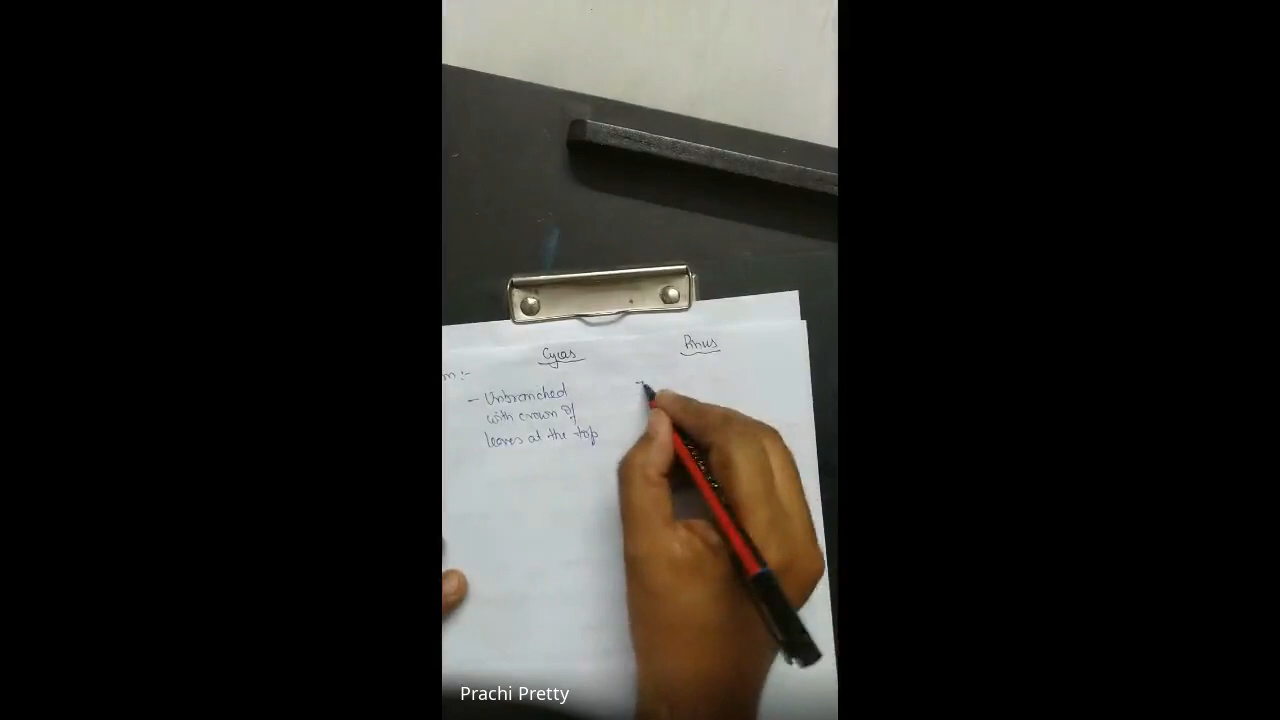 Cycas
Pinus
m:-
- Unbranched
with crown of
leaves at the top
-
Prachi Pretty